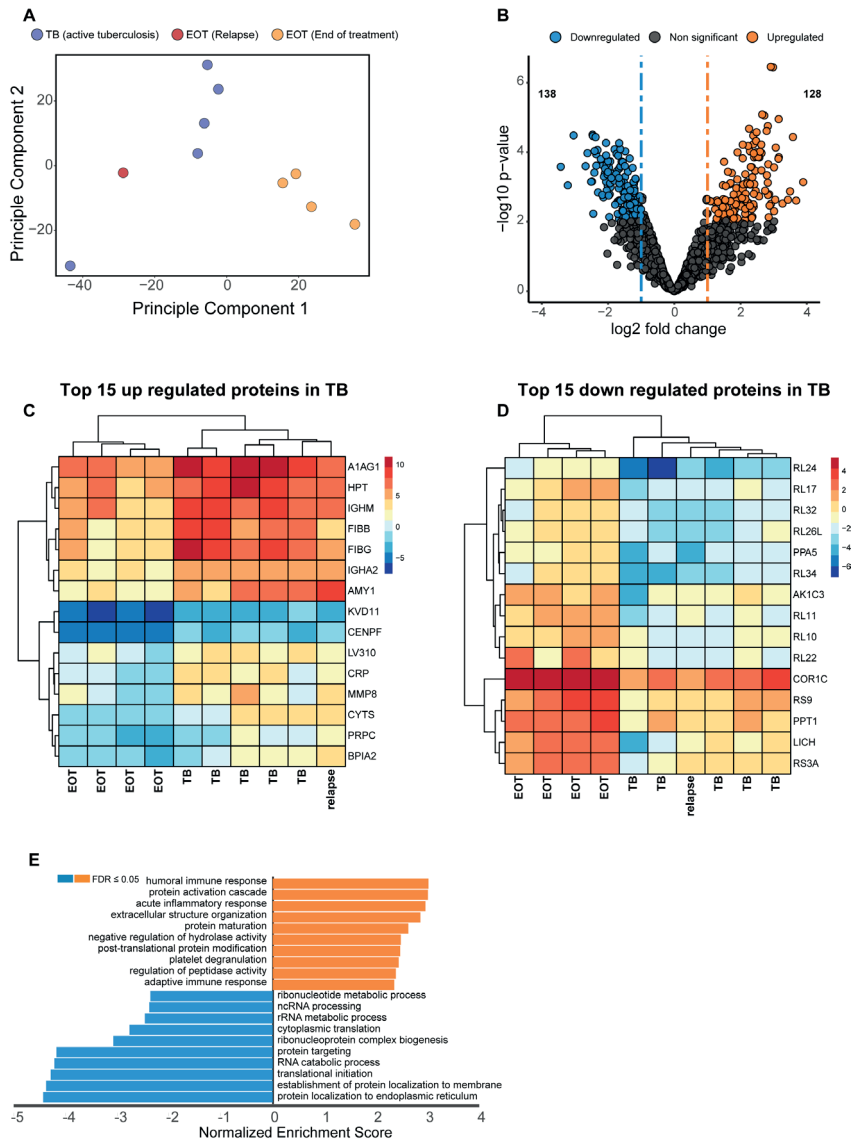 A
TB (active tuberculosis) EOT (Relapse) EOT (End of treatment)
Principle Component 2
20
0
−20
−40 −20 0 20
Principle Component 1
B
Downregulated Non significant Upregulated
138 128
−log10 p−value
6
4
2
0
−4 −2 0 2 4
log2 fold change
Top 15 up regulated proteins in TB
C
A1AG1
HPT
IGHM
FIBB
FIBG
IGHA2
AMY1
KVD11
CENPF
LV310
CRP
MMP8
CYTS
PRPC
BPIA2
10
5
0
−5
EOT EOT EOT EOT TB TB TB TB TB relapse
Top 15 down regulated proteins in TB
D
RL24
RL17
RL32
RL26L
PPA5
RL34
AK1C3
RL11
RL10
RL22
COR1C
RS9
PPT1
LICH
RS3A
4
2
0
−2
−4
−6
EOT EOT EOT EOT TB TB relapse TB TB TB
E
FDR ≤ 0.05
humoral immune response
protein activation cascade
acute inflammatory response
extracellular structure organization
protein maturation
negative regulation of hydrolase activity
post-translational protein modification
platelet degranulation
regulation of peptidase activity
adaptive immune response
ribonucleotide metabolic process
ncRNA processing
rRNA metabolic process
cytoplasmic translation
ribonucleoprotein complex biogenesis
protein targeting
RNA catabolic process
translational initiation
establishment of protein localization to membrane
protein localization to endoplasmic reticulum
-5 -4 -3 -2 -1 0 1 2 3 4
Normalized Enrichment Score